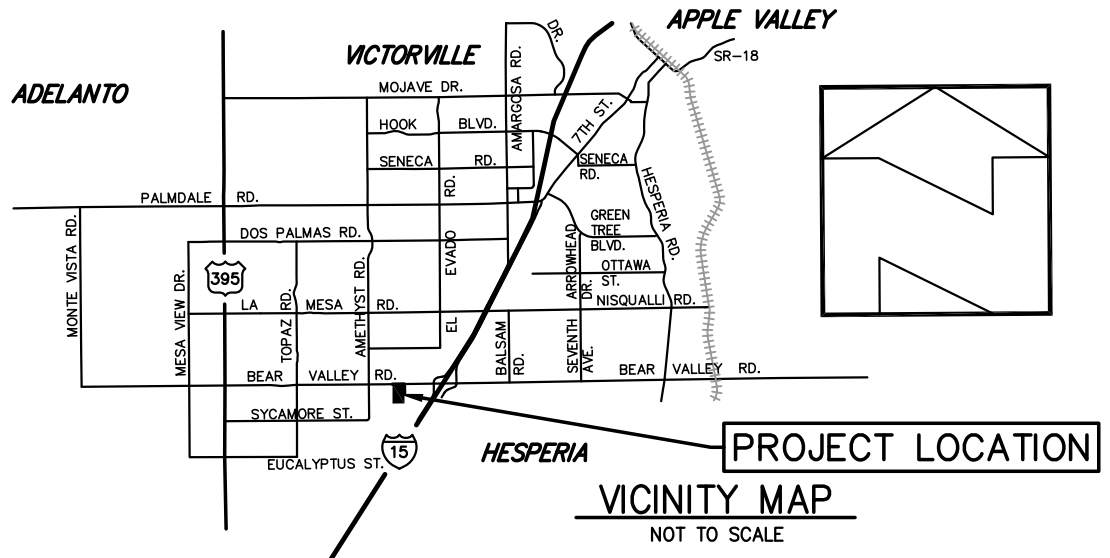 APPLE VALLEY
DR.
VICTORVILLE
SR-18
ADELANTO
MOJAVE DR.
AMARGOSA RD.
HOOK BLVD.
7TH ST.
SENECA RD.
SENECA
RD.
HESPERIA RD.
PALMDALE RD.
MONTE VISTA RD.
DOS PALMAS RD.
GREEN
TREE
BLVD.
EL EVADO RD.
395
MESA VIEW DR.
TOPAZ RD.
AMETHYST RD.
ARROWHEAD
DR.
OTTAWA
ST.
NISQUALLI RD.
LA MESA RD.
BALSAM
RD.
SEVENTH
AVE.
BEAR VALLEY RD.
BEAR VALLEY RD.
SYCAMORE ST.
15
EUCALYPTUS ST.
HESPERIA
PROJECT LOCATION
VICINITY MAP
NOT TO SCALE